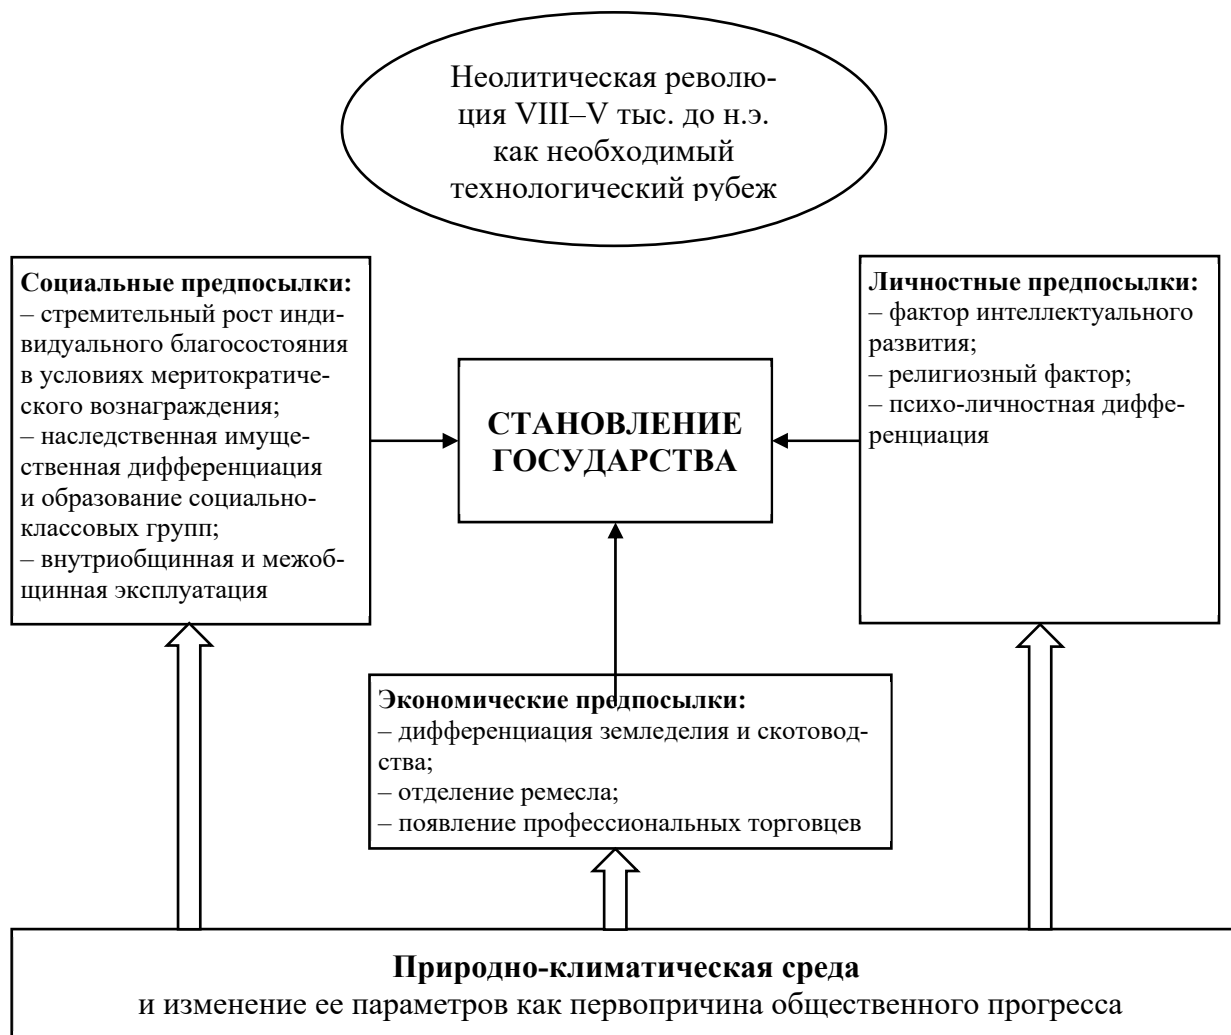 Неолитическая револю-
ция VIII–V тыс. до н.э.
как необходимый
технологический рубеж
Социальные предпосылки:
– стремительный рост инди-
видуального благосостояния
в условиях меритократиче-
ского вознаграждения;
– наследственная имуще-
ственная дифференциация
и образование социально-
классовых групп;
– внутриобщинная и межоб-
щинная эксплуатация
СТАНОВЛЕНИЕ
ГОСУДАРСТВА
Личностные предпосылки:
– фактор интеллектуального
развития;
– религиозный фактор;
– психо-личностная диффе-
ренциация
Экономические предпосылки:
– дифференциация земледелия и скотовод-
ства;
– отделение ремесла;
– появление профессиональных торговцев
Природно-климатическая среда
и изменение ее параметров как первопричина общественного прогресса